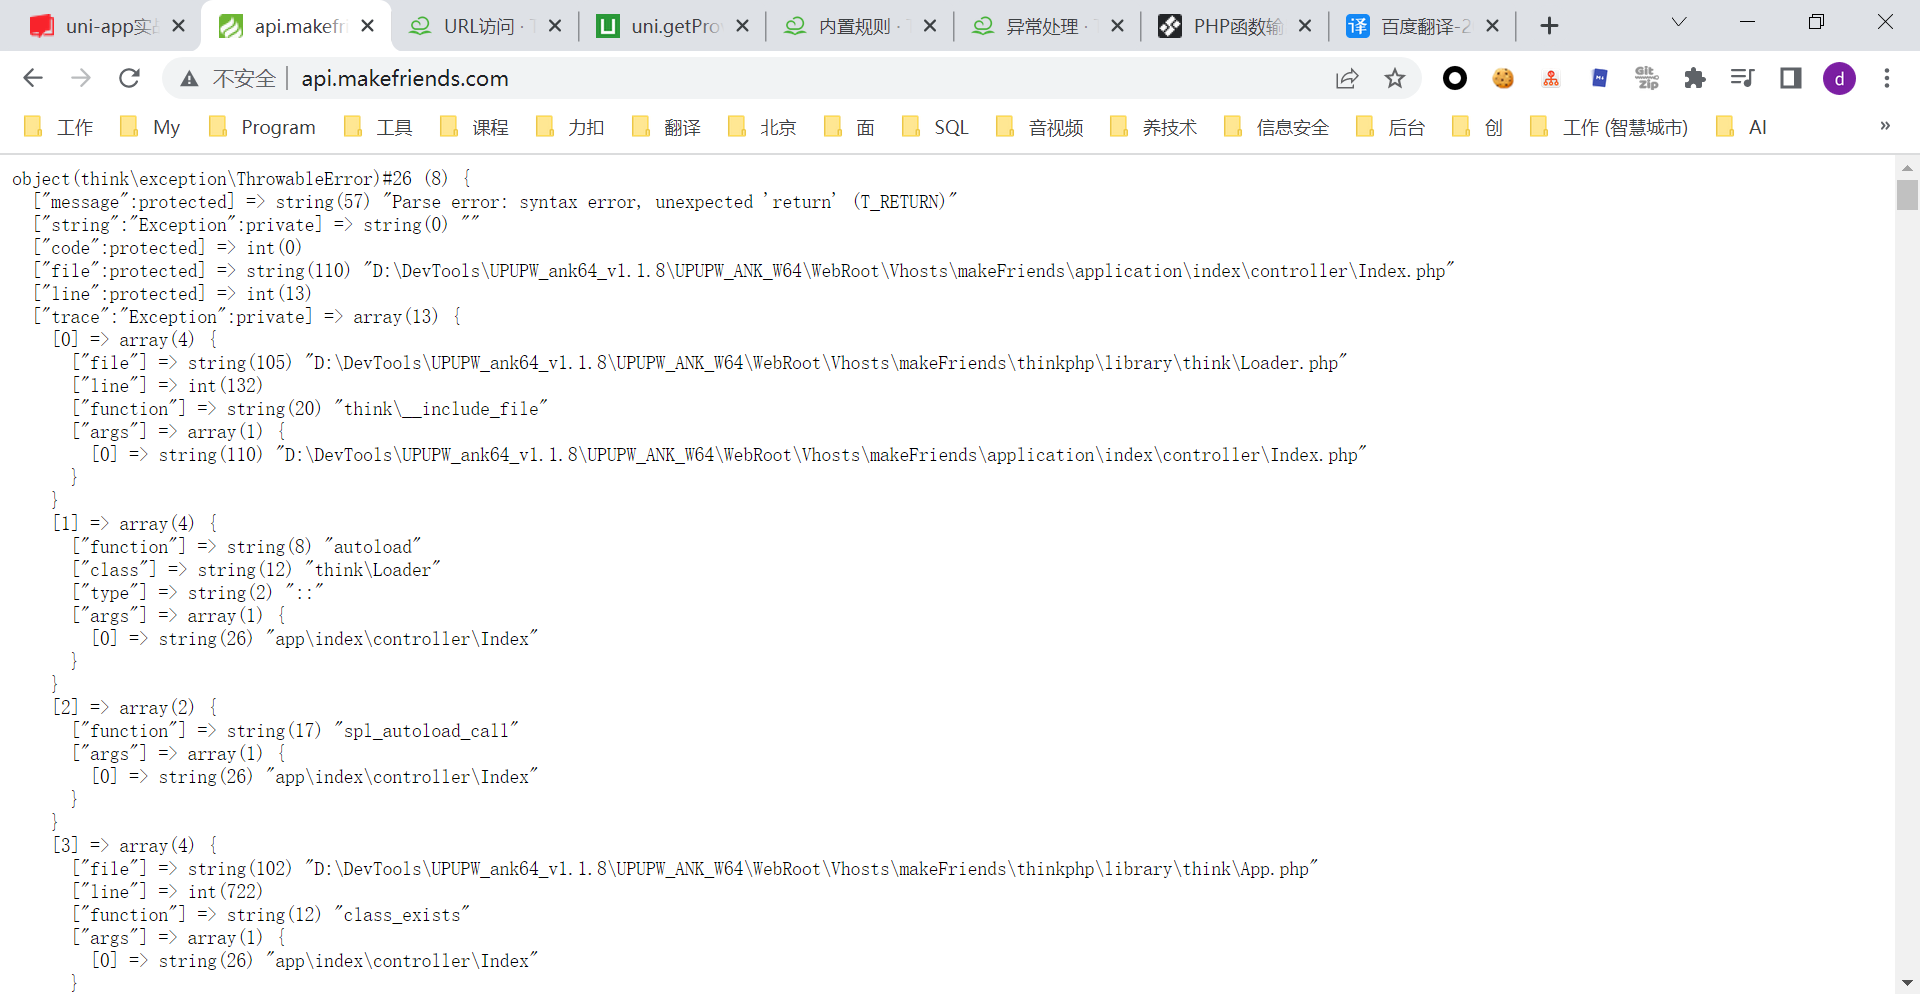 uni-app实
api.makefri
URL访问 ·
uni.getPro
内置规则 ·
异常处理 ·
PHP函数输
百度翻译-2
不安全 | api.makefriends.com
d
工作 My Program 工具 课程 力扣 翻译 北京 面 SQL 音视频 养技术 信息安全 后台 创 工作 (智慧城市) AI »
object(think\exception\ThrowableError)#26 (8) {
["message":protected] => string(57) "Parse error: syntax error, unexpected 'return' (T_RETURN)"
["string":"Exception":private] => string(0) ""
["code":protected] => int(0)
["file":protected] => string(110) "D:\DevTools\UPUPW_ank64_v1.1.8\UPUPW_ANK_W64\WebRoot\Vhosts\makeFriends\application\index\controller\Index.php"
["line":protected] => int(13)
["trace":"Exception":private] => array(13) {
[0] => array(4) {
["file"] => string(105) "D:\DevTools\UPUPW_ank64_v1.1.8\UPUPW_ANK_W64\WebRoot\Vhosts\makeFriends\thinkphp\library\think\Loader.php"
["line"] => int(132)
["function"] => string(20) "think\__include_file"
["args"] => array(1) {
[0] => string(110) "D:\DevTools\UPUPW_ank64_v1.1.8\UPUPW_ANK_W64\WebRoot\Vhosts\makeFriends\application\index\controller\Index.php"
}
}
[1] => array(4) {
["function"] => string(8) "autoload"
["class"] => string(12) "think\Loader"
["type"] => string(2) "::"
["args"] => array(1) {
[0] => string(26) "app\index\controller\Index"
}
}
[2] => array(2) {
["function"] => string(17) "spl_autoload_call"
["args"] => array(1) {
[0] => string(26) "app\index\controller\Index"
}
}
[3] => array(4) {
["file"] => string(102) "D:\DevTools\UPUPW_ank64_v1.1.8\UPUPW_ANK_W64\WebRoot\Vhosts\makeFriends\thinkphp\library\think\App.php"
["line"] => int(722)
["function"] => string(12) "class_exists"
["args"] => array(1) {
[0] => string(26) "app\index\controller\Index"
}